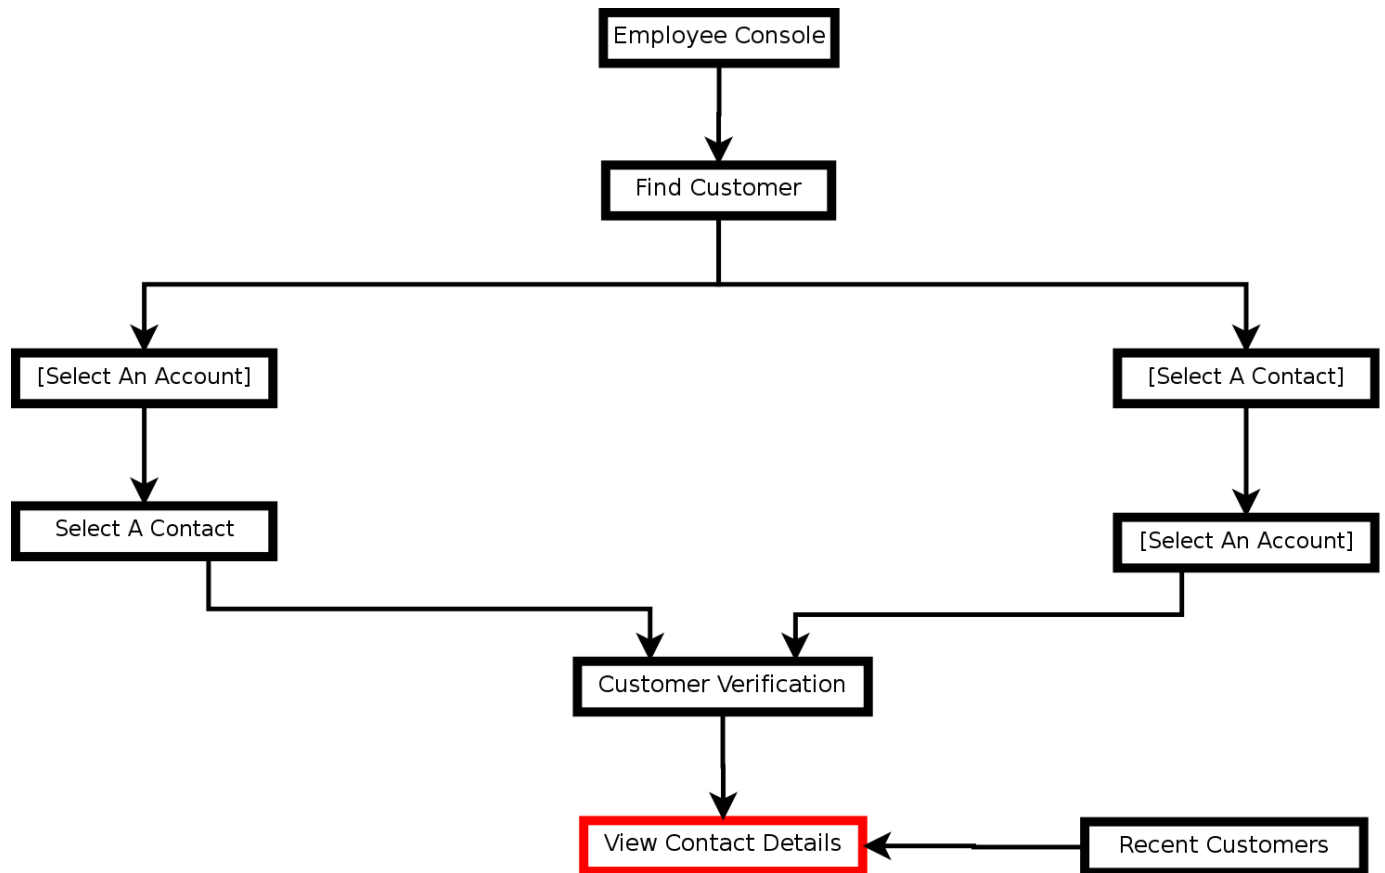 Employee Console
Find Customer
[Select An Account]
[Select A Contact]
Select A Contact
[Select An Account]
Customer Verification
View Contact Details
Recent Customers